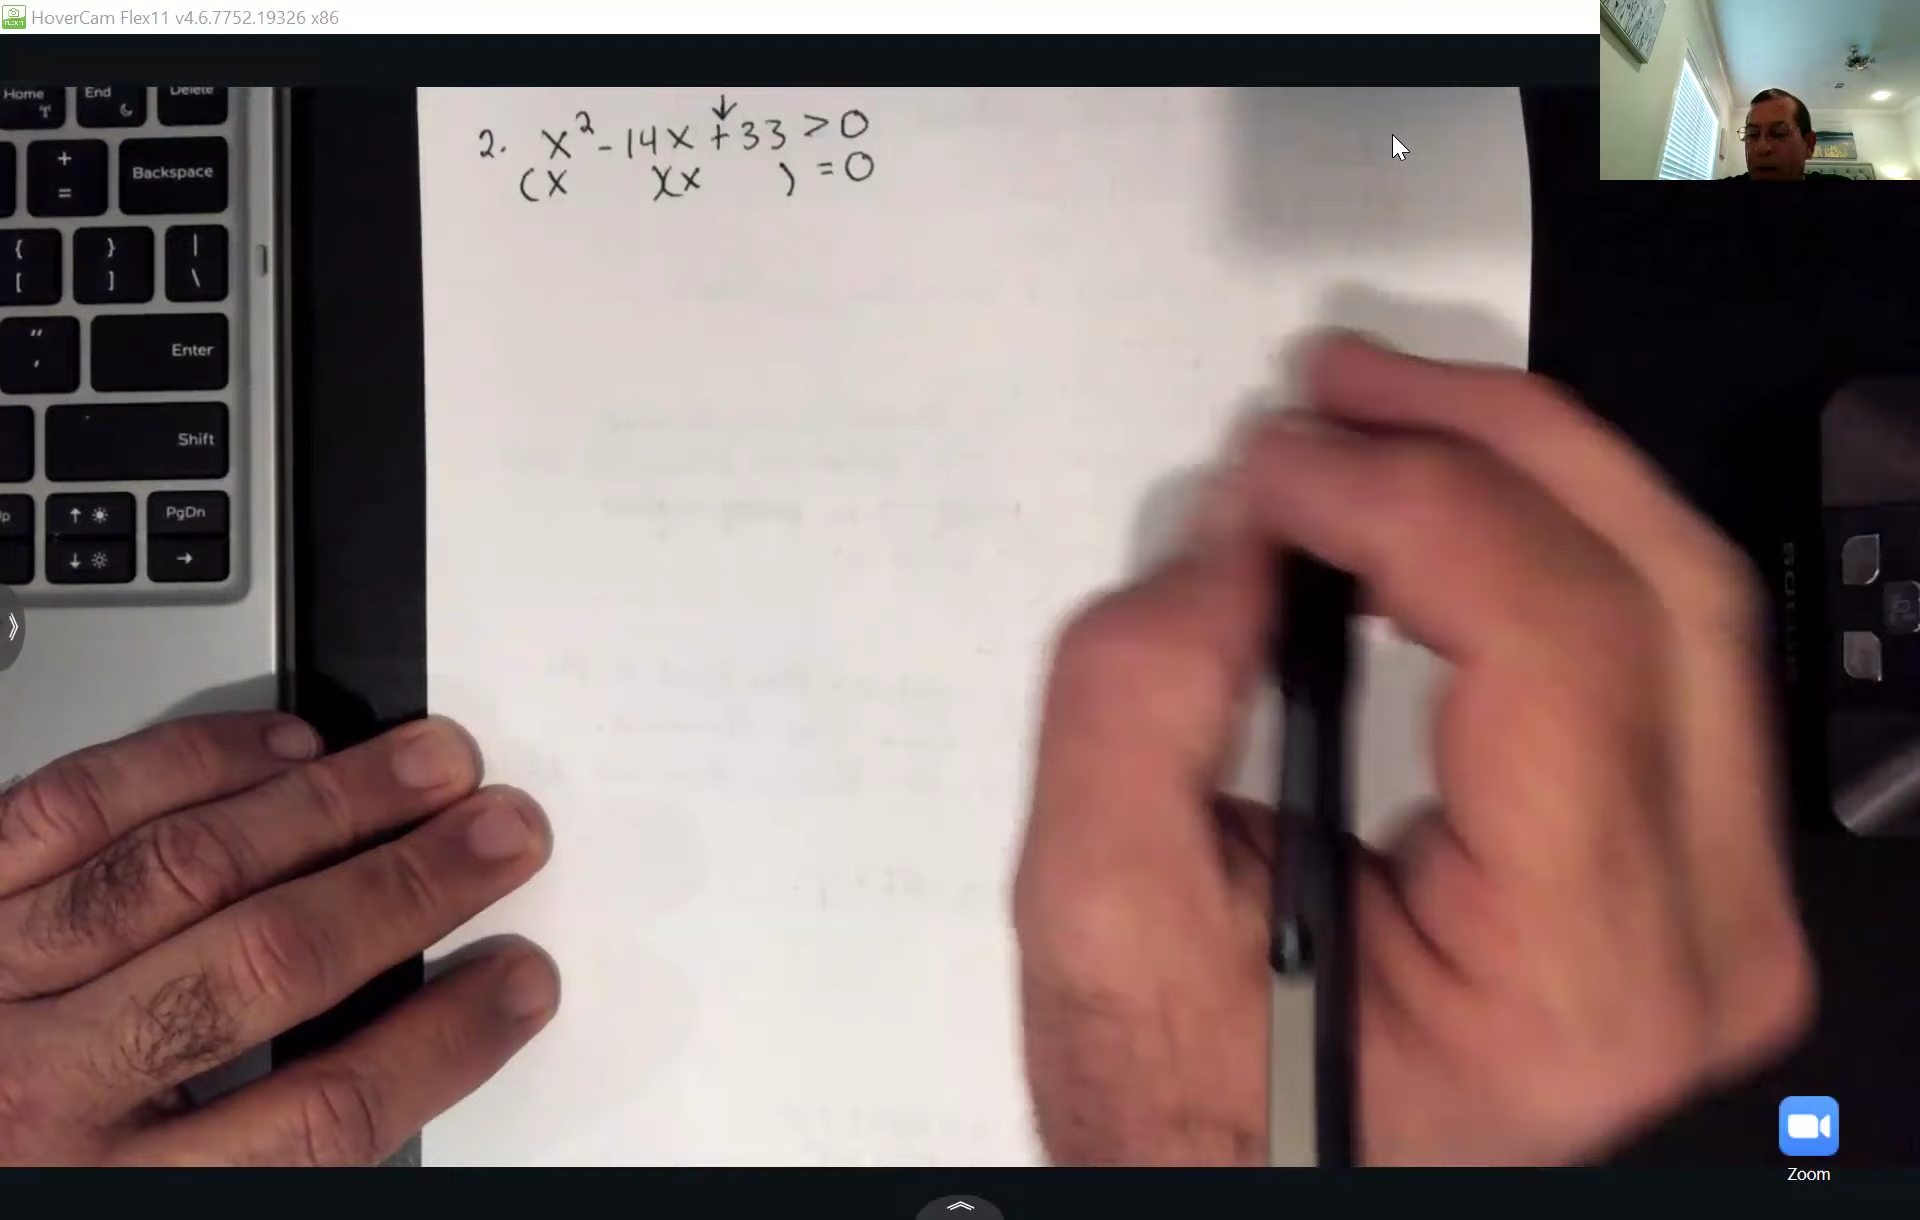 HoverCam Flex11 v4.6.7752.19326 x86
Home End Delete
+ = Backspace
{ [ } ] | \
" ' Enter
Shift
↑ PgDn
↓ →
2. x² - 14x + 33 > 0
(x )(x ) = 0
Zoom